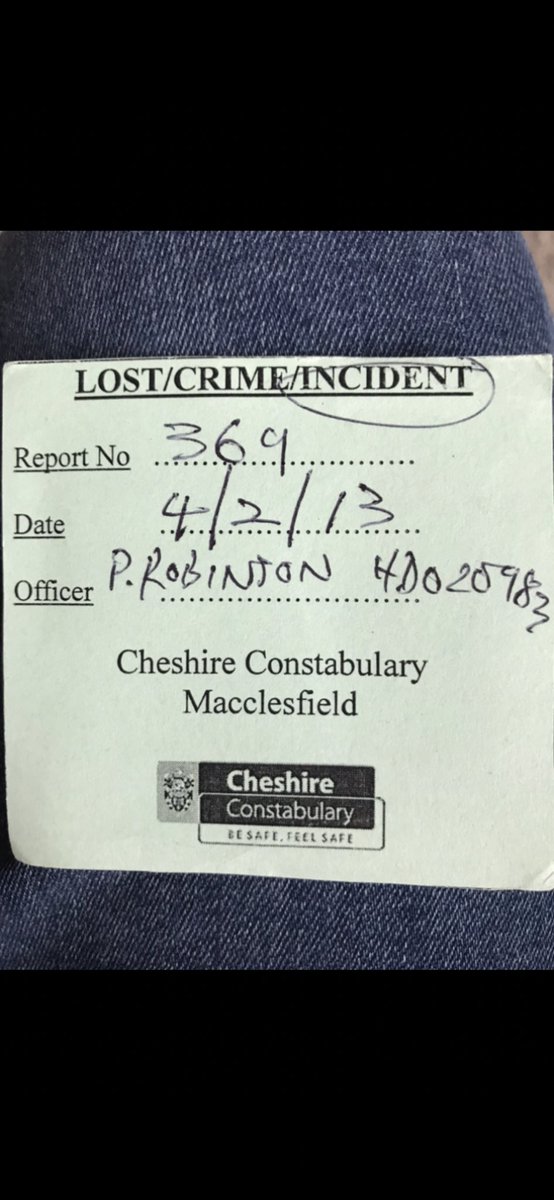 LOST/CRIME/INCIDENT
Report No 369
Date 4/2/13
Officer P. ROBINSON
Cheshire Constabulary
Macclesfield
Cheshire
Constabulary
BE SAFE, FEEL SAFE